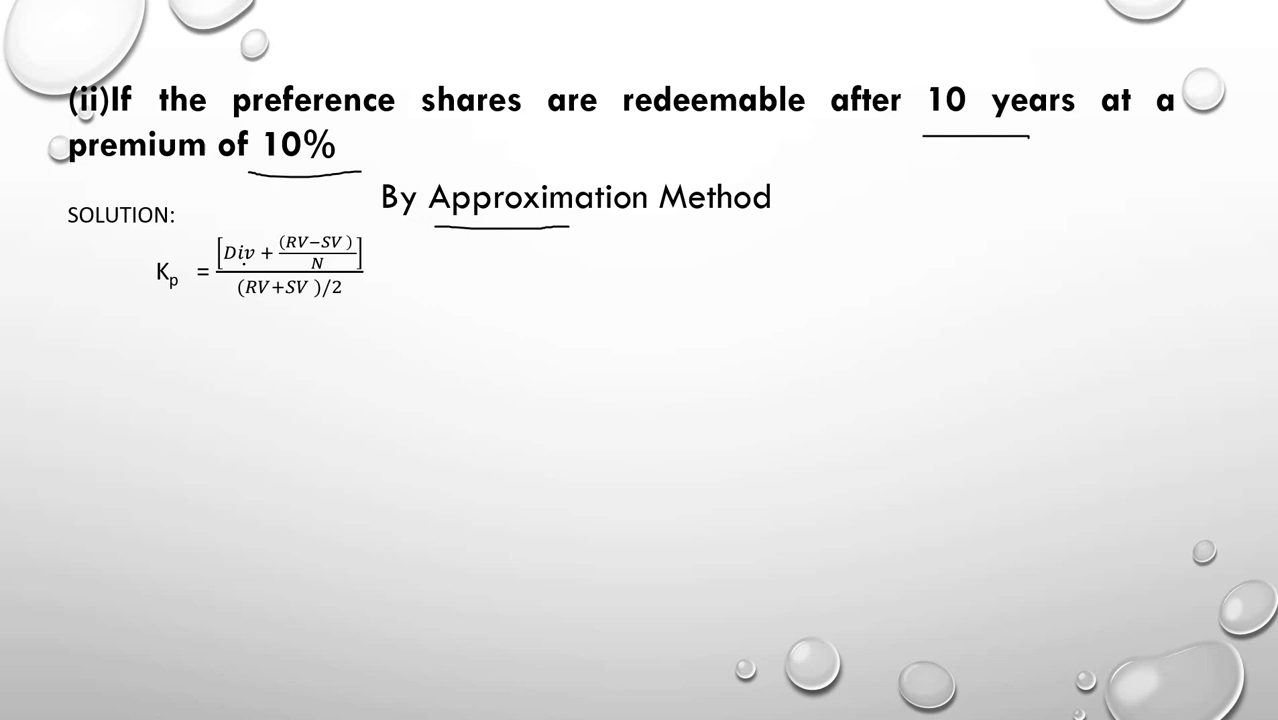 (ii)If the preference shares are redeemable after 10 years at a
premium of 10%
By Approximation Method
SOLUTION:
Kp = [Div + (RV−SV )/N] / (RV+SV )/2